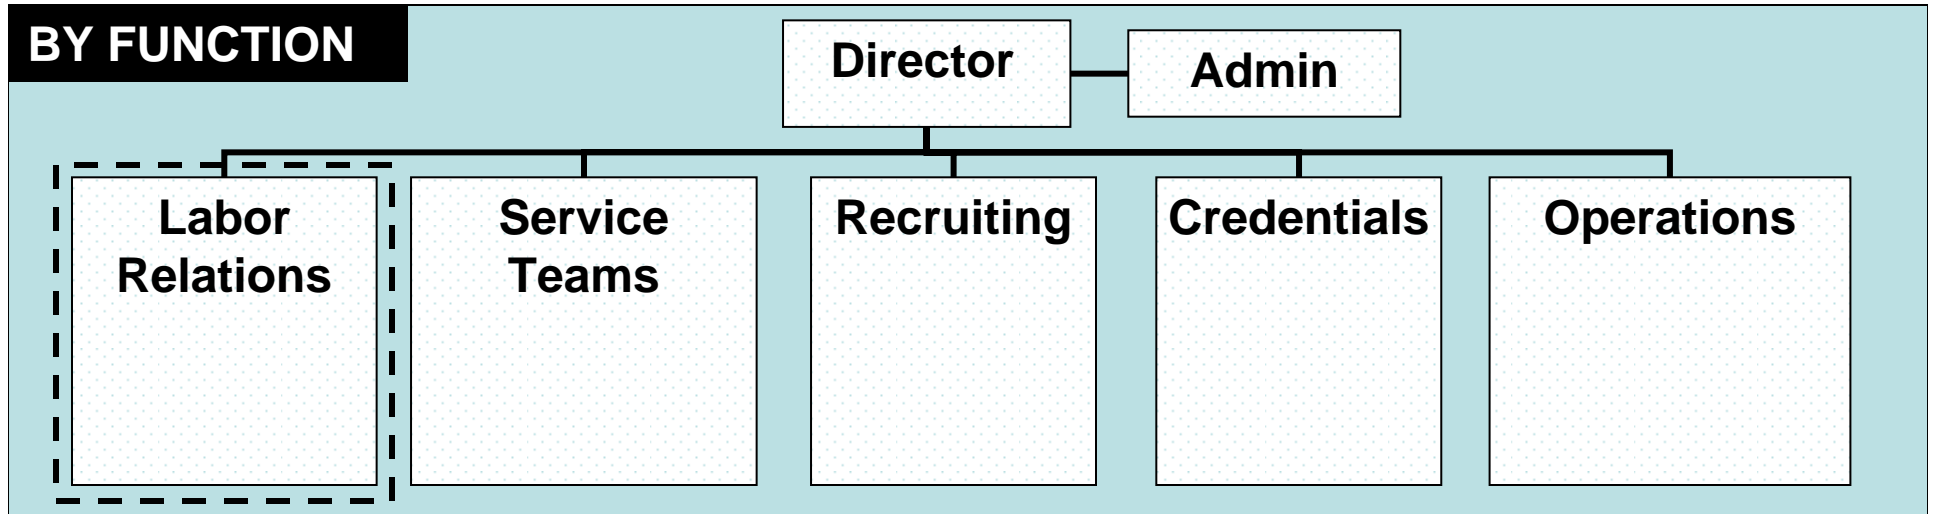 BY FUNCTION
Director
Admin
Labor
Relations
Service
Teams
Recruiting
Credentials
Operations